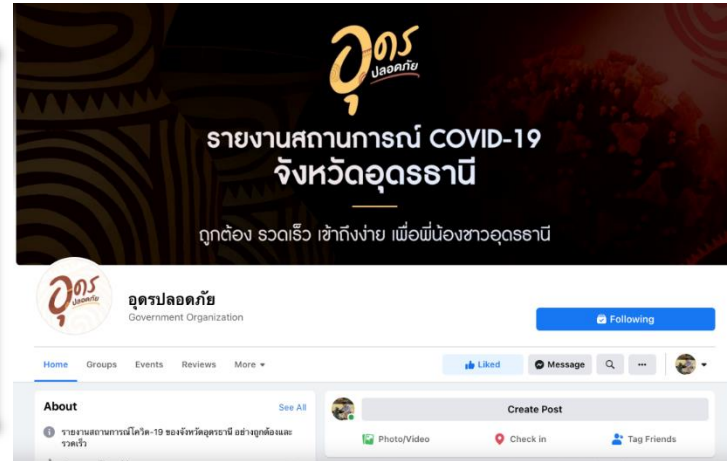 อุดร
ปลอดภัย
รายงานสถานการณ์ COVID-19
จังหวัดอุดรธานี
ถูกต้อง รวดเร็ว เข้าถึงง่าย เพื่อพี่น้องชาวอุดรธานี
อุดร
ปลอดภัย
อุดรปลอดภัย
Government Organization
Following
Home Groups Events Reviews More
Liked Message
About See All
Create Post
รายงานสถานการณ์โควิด-19 ของจังหวัดอุดรธานี อย่างถูกต้องและ
รวดเร็ว
Photo/Video Check in Tag Friends